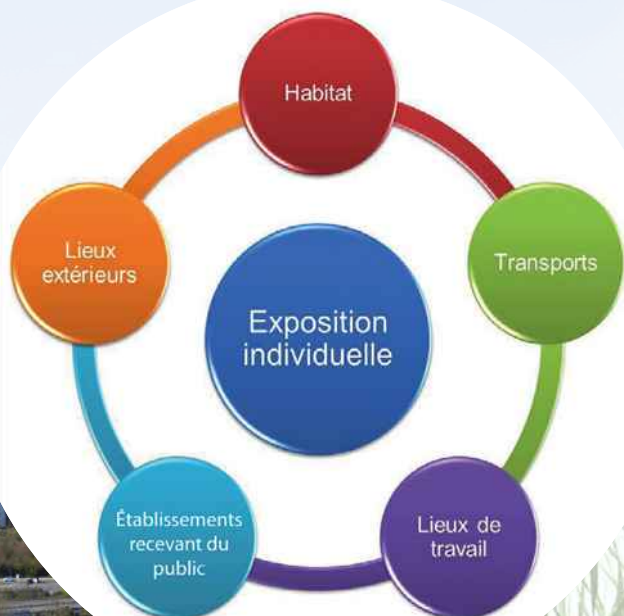 Habitat
Transports
Lieux de
travail
Établissements
recevant du
public
Lieux
extérieurs
Exposition
individuelle